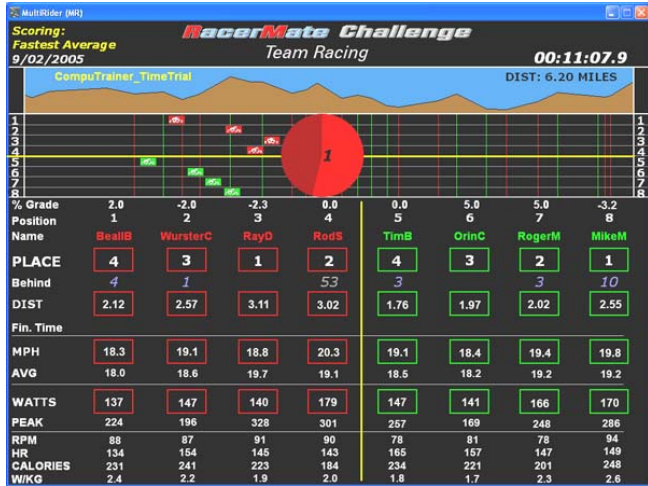 MultiRider (MR)
Scoring:
Fastest Average
9/02/2005
RacerMate Challenge
Team Racing
00:11:07.9
CompuTrainer_TimeTrial
DIST: 6.20 MILES
1 1
2 2
3 3
4 4
5 5
6 6
7 7
8 8
1
% Grade 2.0 -2.0 -2.3 0.0 0.0 5.0 5.0 -3.2
Position 1 2 3 4 5 6 7 8
Name BeallB WursterC RayD RodS TimB OrinC RogerM MikeM
PLACE 4 3 1 2 4 3 2 1
Behind 4 1 53 3 3 10
DIST 2.12 2.57 3.11 3.02 1.76 1.97 2.02 2.55
Fin. Time
MPH 18.3 19.1 18.8 20.3 19.1 18.4 19.4 19.8
AVG 18.0 18.6 19.7 19.1 18.5 18.2 19.2 19.2
WATTS 137 147 140 179 147 141 166 170
PEAK 224 196 328 301 257 169 248 286
RPM 88 87 91 90 78 81 78 94
HR 134 154 145 143 165 157 147 149
CALORIES 231 241 223 184 234 221 201 248
W/KG 2.4 2.2 1.9 2.0 1.8 1.7 2.3 2.6